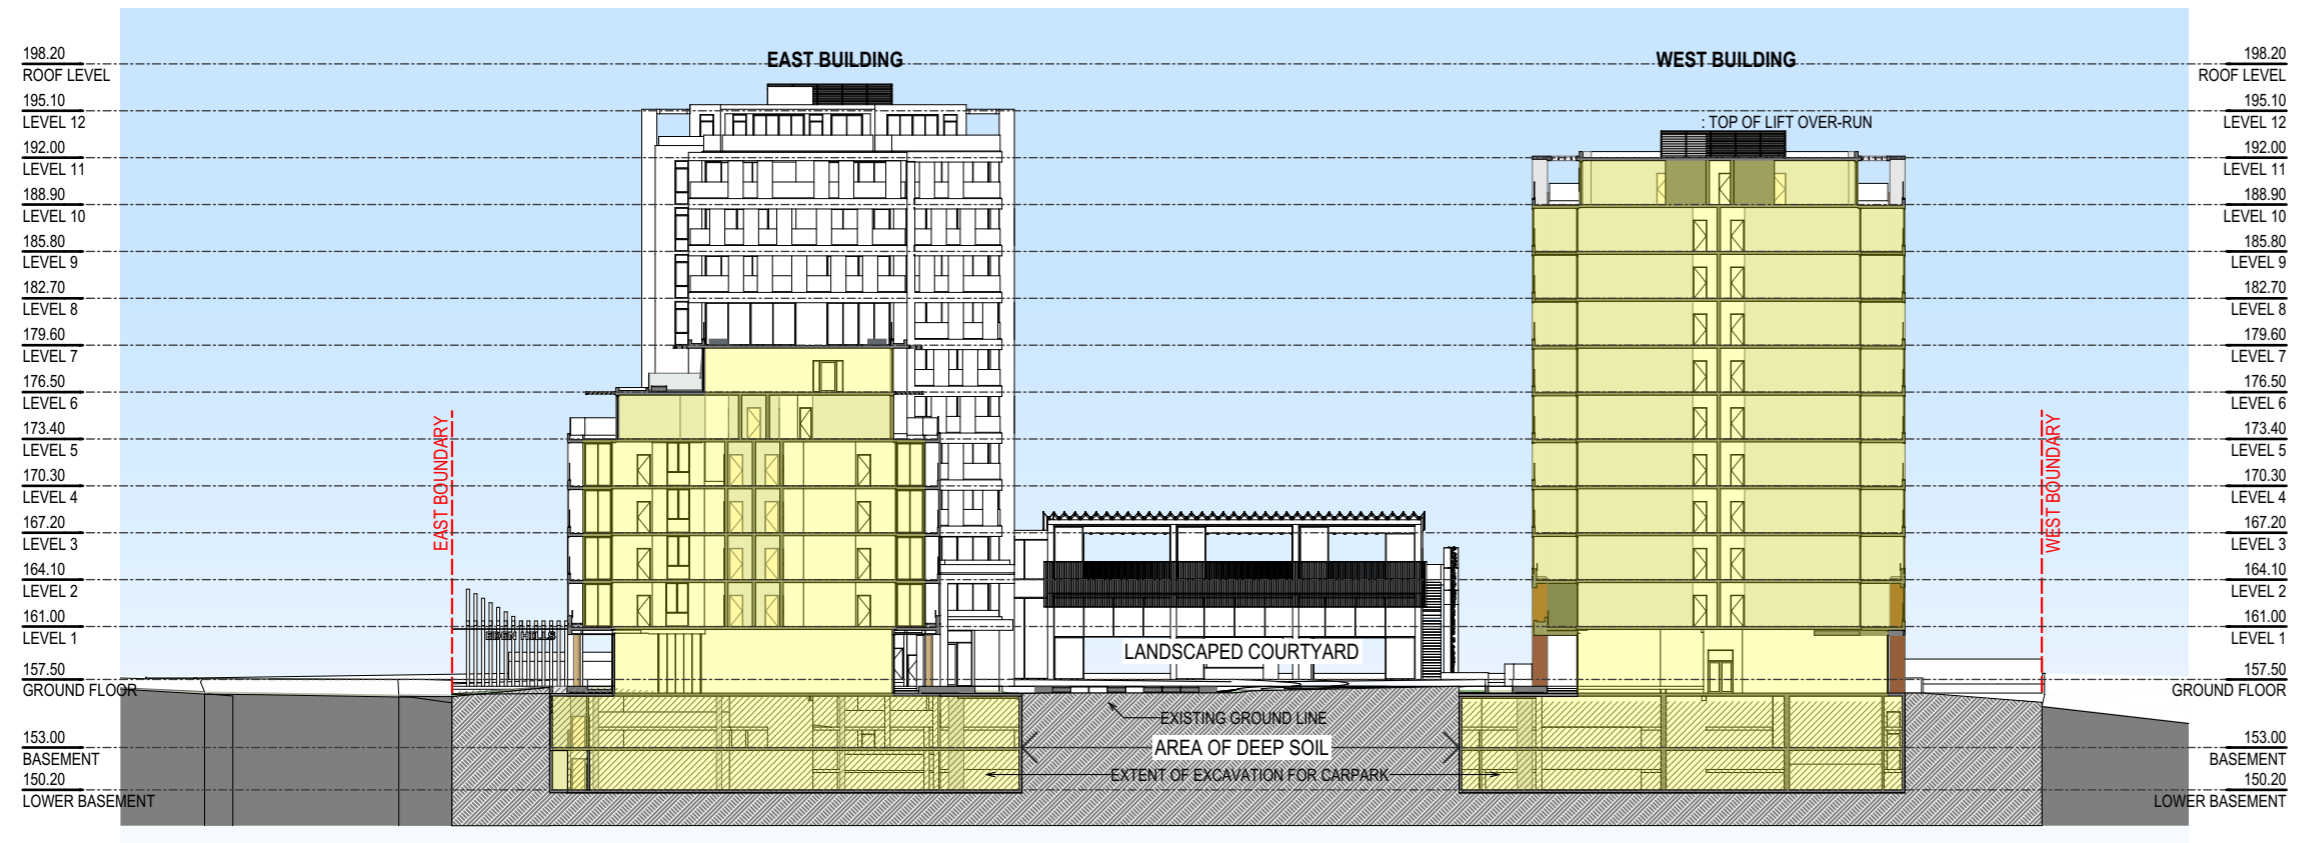 EAST BUILDING
WEST BUILDING
198.20
ROOF LEVEL
195.10
LEVEL 12
192.00
LEVEL 11
188.90
LEVEL 10
185.80
LEVEL 9
182.70
LEVEL 8
179.60
LEVEL 7
176.50
LEVEL 6
173.40
LEVEL 5
170.30
LEVEL 4
167.20
LEVEL 3
164.10
LEVEL 2
161.00
LEVEL 1
157.50
GROUND FLOOR
153.00
BASEMENT
150.20
LOWER BASEMENT
EAST BOUNDARY
EDEN HILLS
: TOP OF LIFT OVER-RUN
LANDSCAPED COURTYARD
EXISTING GROUND LINE
AREA OF DEEP SOIL
EXTENT OF EXCAVATION FOR CARPARK
WEST BOUNDARY
198.20
ROOF LEVEL
195.10
LEVEL 12
192.00
LEVEL 11
188.90
LEVEL 10
185.80
LEVEL 9
182.70
LEVEL 8
179.60
LEVEL 7
176.50
LEVEL 6
173.40
LEVEL 5
170.30
LEVEL 4
167.20
LEVEL 3
164.10
LEVEL 2
161.00
LEVEL 1
157.50
GROUND FLOOR
153.00
BASEMENT
150.20
LOWER BASEMENT